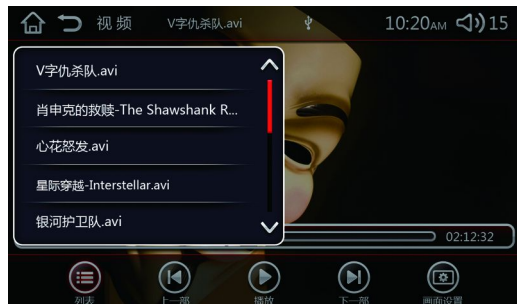 视频 V字仇杀队.avi 10:20AM 15
V字仇杀队.avi
肖申克的救赎-The Shawshank R...
心花怒发.avi
星际穿越-Interstellar.avi
银河护卫队.avi
02:12:32
列表 上一部 播放 下一部 画面设置